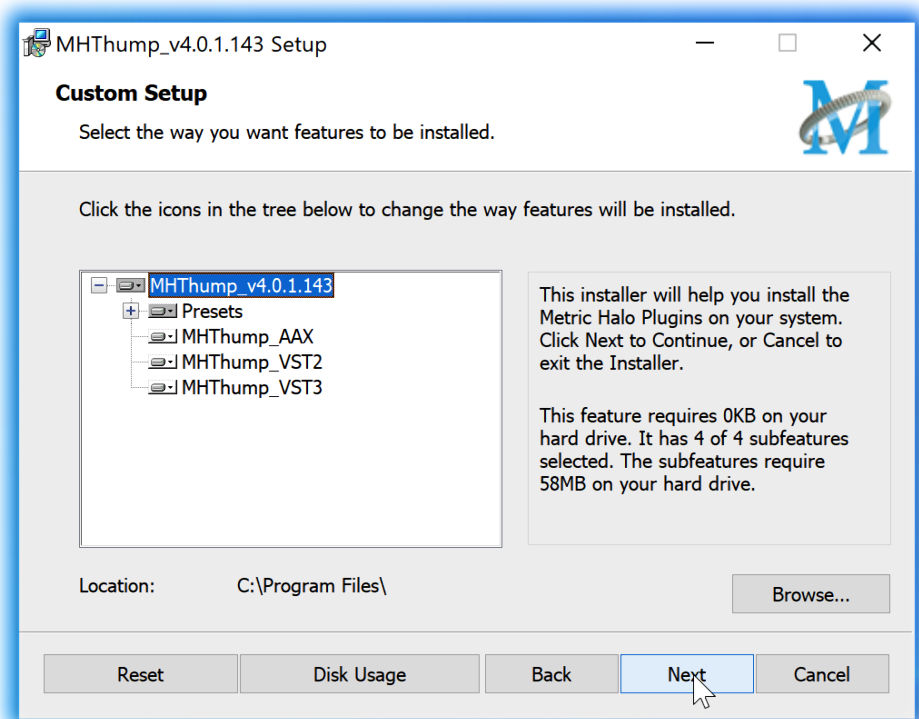 MHThump_v4.0.1.143 Setup
Custom Setup
Select the way you want features to be installed.
Click the icons in the tree below to change the way features will be installed.
MHThump_v4.0.1.143
Presets
MHThump_AAX
MHThump_VST2
MHThump_VST3
This installer will help you install the
Metric Halo Plugins on your system.
Click Next to Continue, or Cancel to
exit the Installer.
This feature requires 0KB on your
hard drive. It has 4 of 4 subfeatures
selected. The subfeatures require
58MB on your hard drive.
Location: C:\Program Files\
Browse...
Reset Disk Usage Back Next Cancel